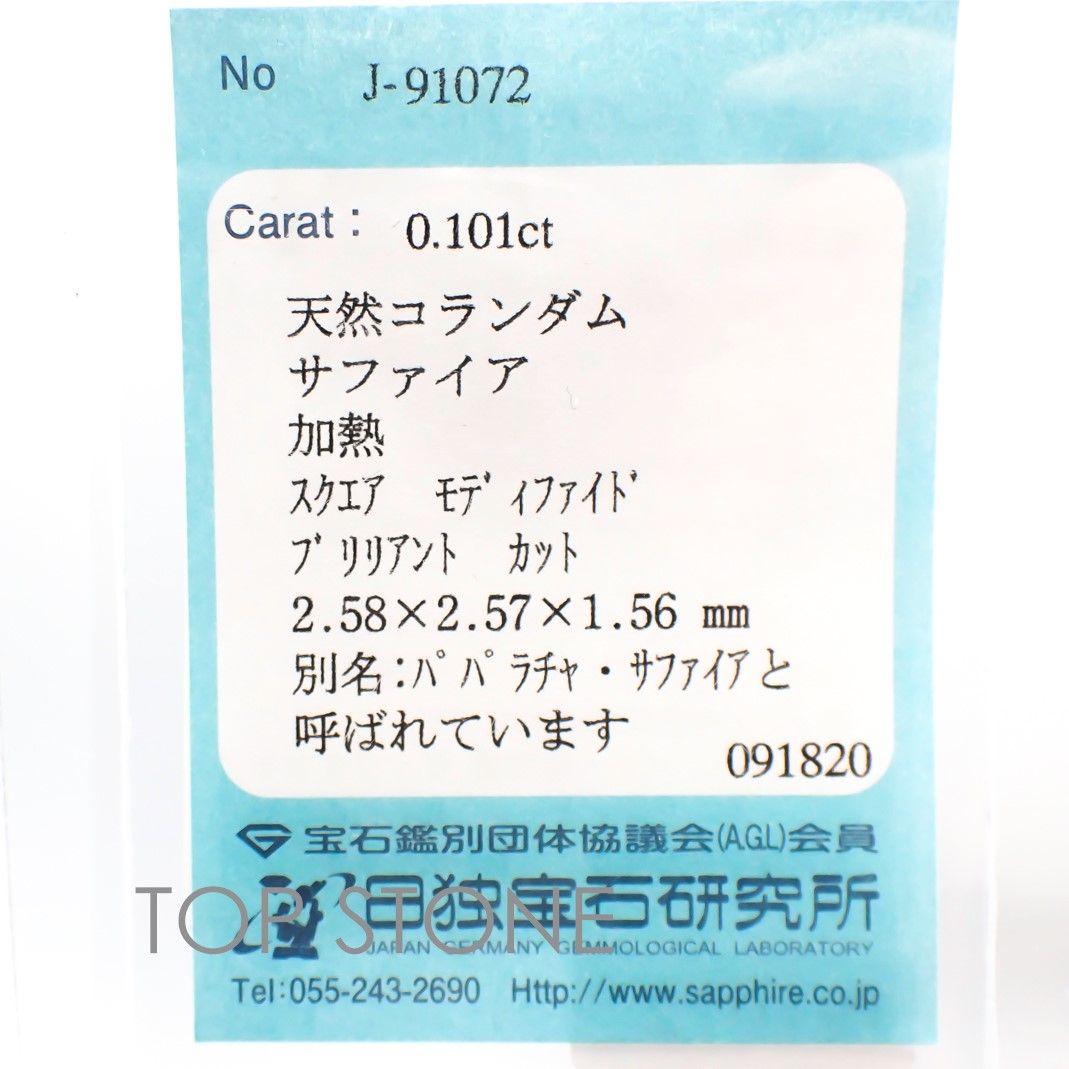 No J-91072
Carat： 0.101ct
天然コランダム
サファイア
加熱
ｽｸｴｱ ﾓﾃﾞｨﾌｧｲﾄﾞ
ﾌﾞﾘﾘｱﾝﾄ ｶｯﾄ
2.58×2.57×1.56 mm
別名:ﾊﾟﾊﾟﾗﾁｬ・ｻﾌｧｲｱと
呼ばれています
091820
宝石鑑別団体協議会(A.G.L)会員
日独宝石研究所
TOP STONE
JAPAN GERMANY GEMMOLOGICAL LABORATORY
Tel:055-243-2690 Http://www.sapphire.co.jp